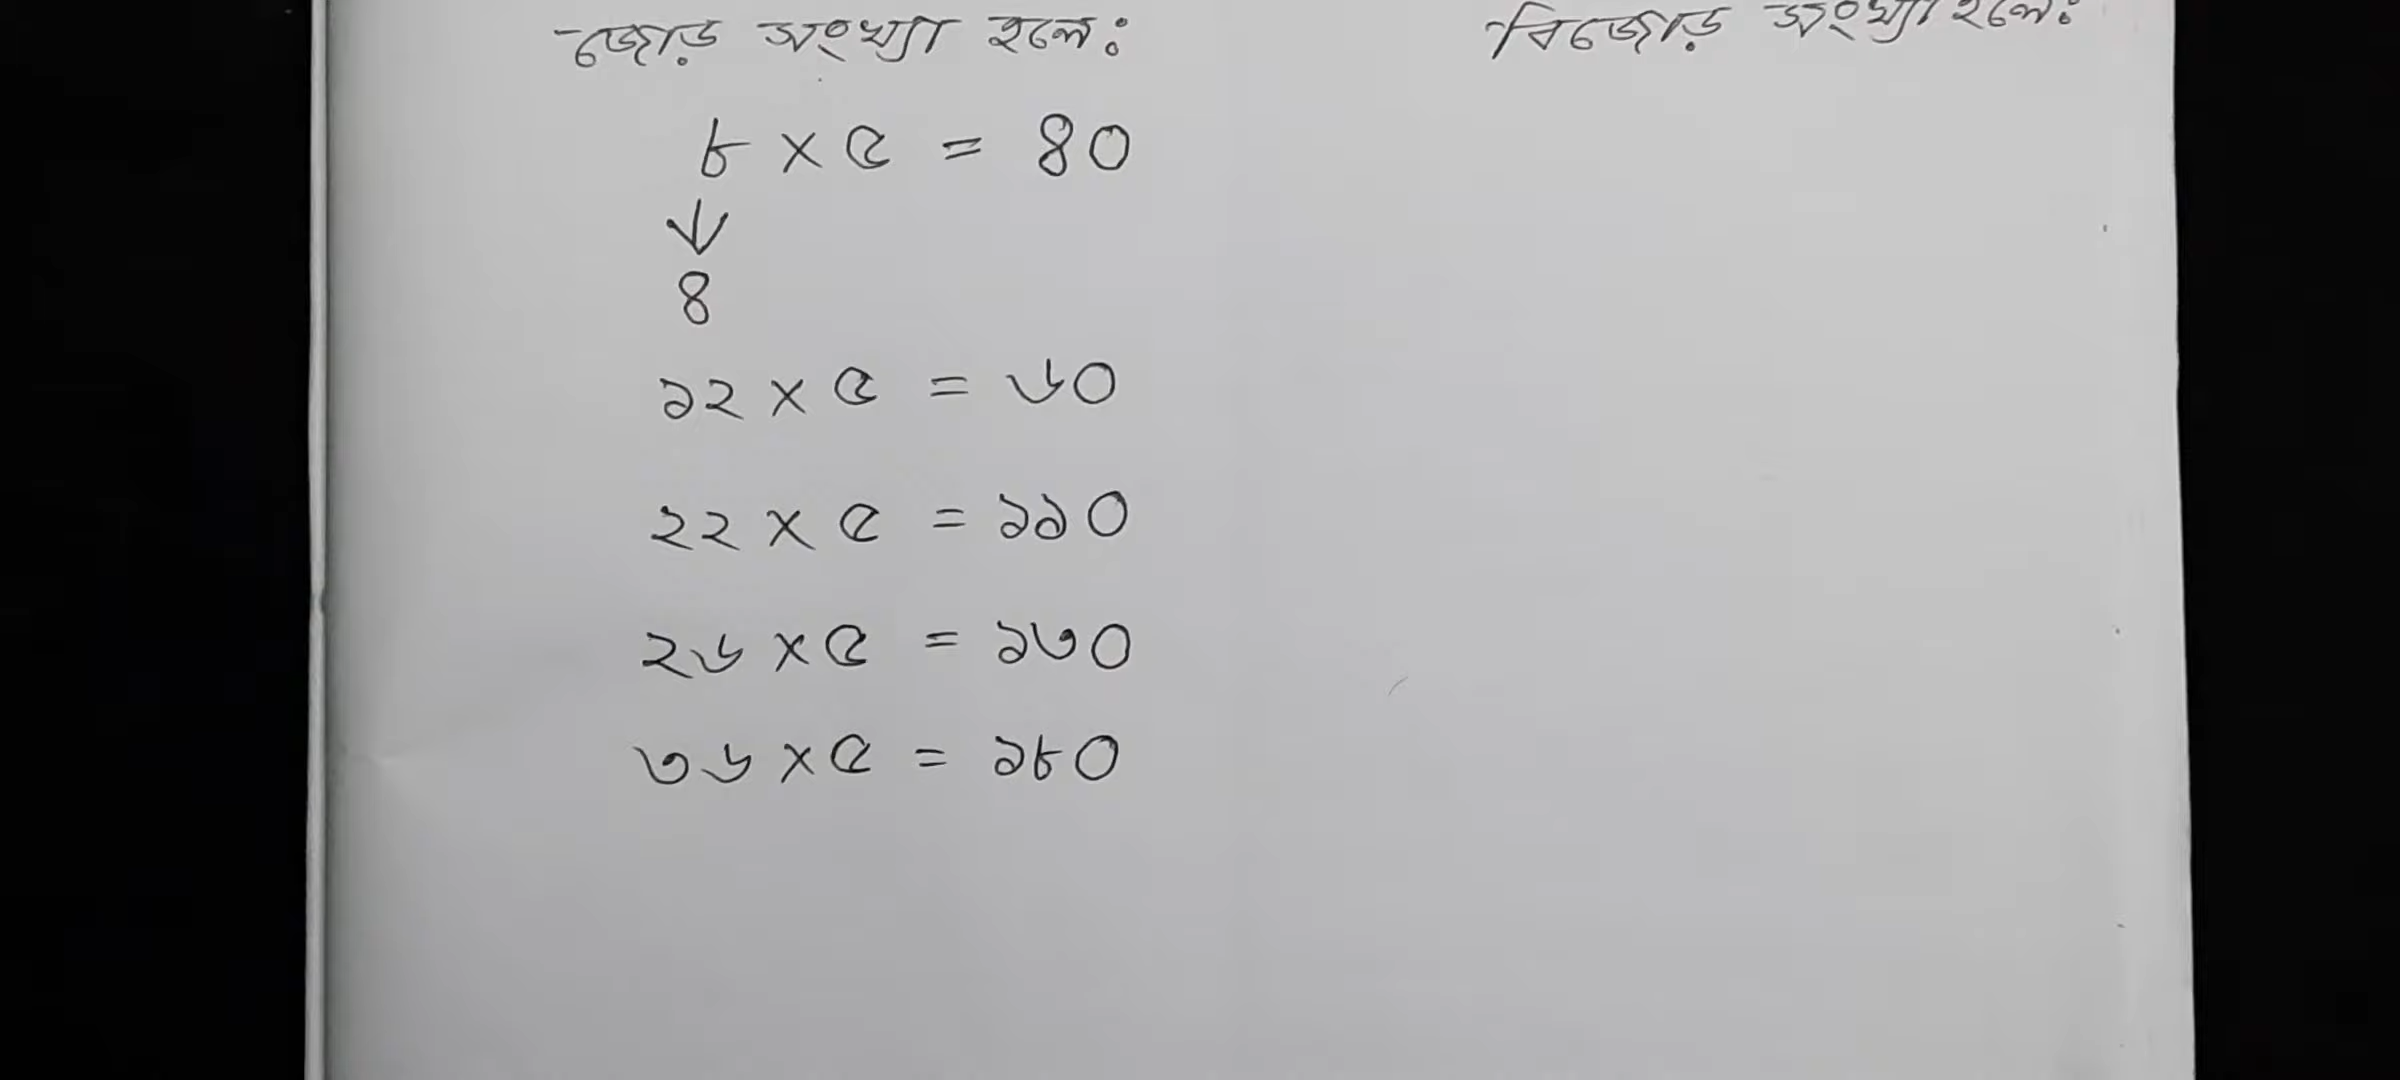 জোড় সংখ্যা হলেঃ
বিজোড় সংখ্যা হলেঃ
৮ × ৫ = ৪০
↓
৪
১২ × ৫ = ৬০
২২ × ৫ = ১১০
২৬ × ৫ = ১৩০
৩৬ × ৫ = ১৮০